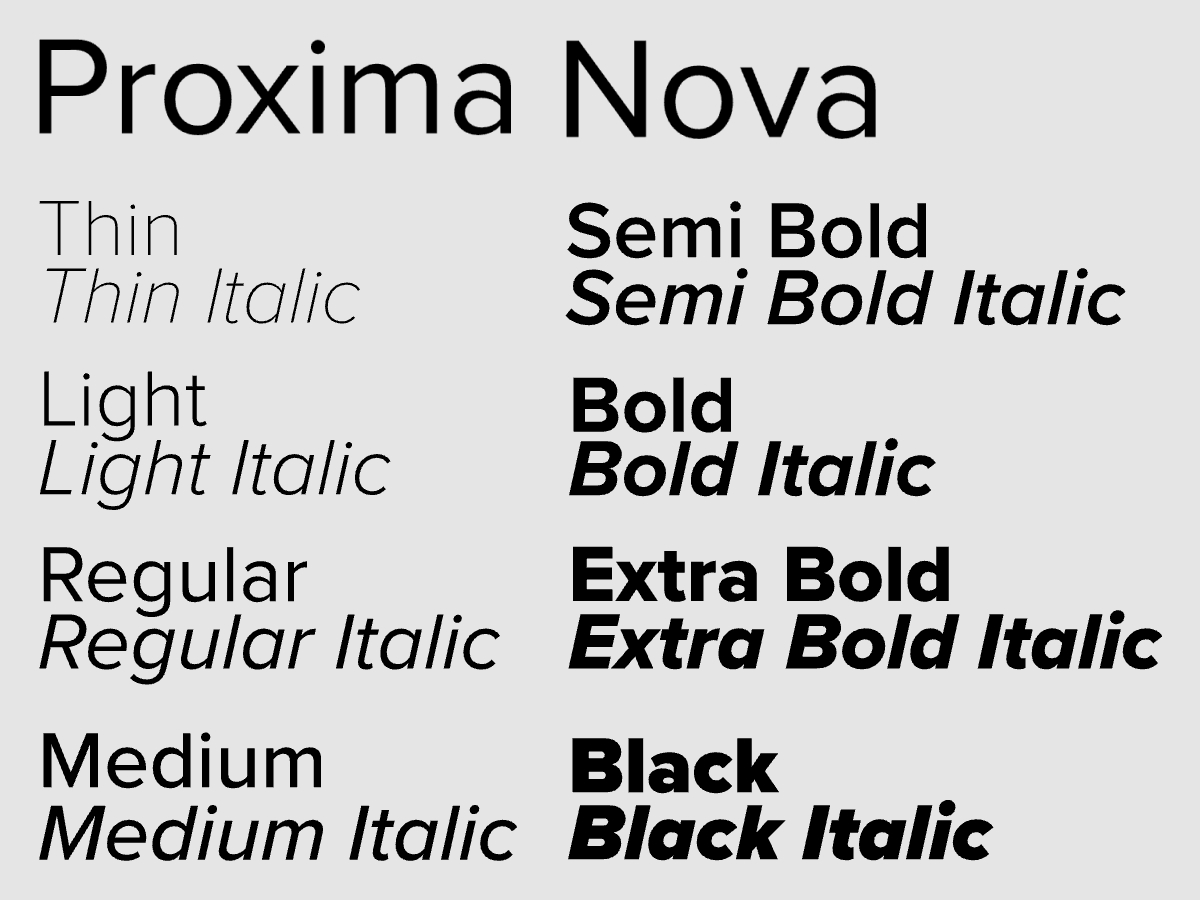 Proxima Nova
Thin
Thin Italic
Light
Light Italic
Regular
Regular Italic
Medium
Medium Italic
Semi Bold
Semi Bold Italic
Bold
Bold Italic
Extra Bold
Extra Bold Italic
Black
Black Italic